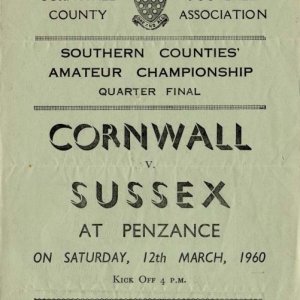 COUNTY ASSOCIATION
SOUTHERN COUNTIES'
AMATEUR CHAMPIONSHIP
QUARTER FINAL
CORNWALL
v.
SUSSEX
AT PENZANCE
ON SATURDAY, 12th MARCH, 1960
KICK OFF 4 P.M.